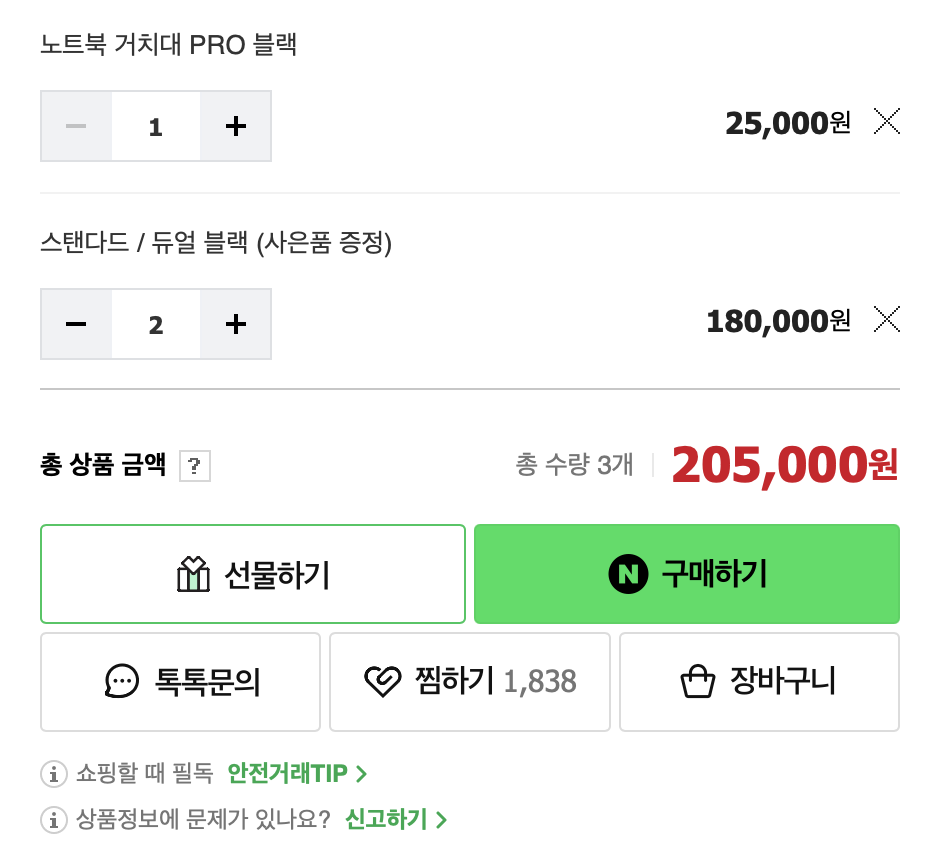 노트북 거치대 PRO 블랙
1
25,000원
스탠다드 / 듀얼 블랙 (사은품 증정)
2
180,000원
총 상품 금액 ? 총 수량 3개 205,000원
선물하기 N 구매하기
톡톡문의 찜하기 1,838 장바구니
쇼핑할 때 필독 안전거래TIP
상품정보에 문제가 있나요? 신고하기